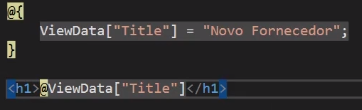 @{
ViewData["Title"] = "Novo Fornecedor";
}
<h1>@ViewData["Title"]</h1>